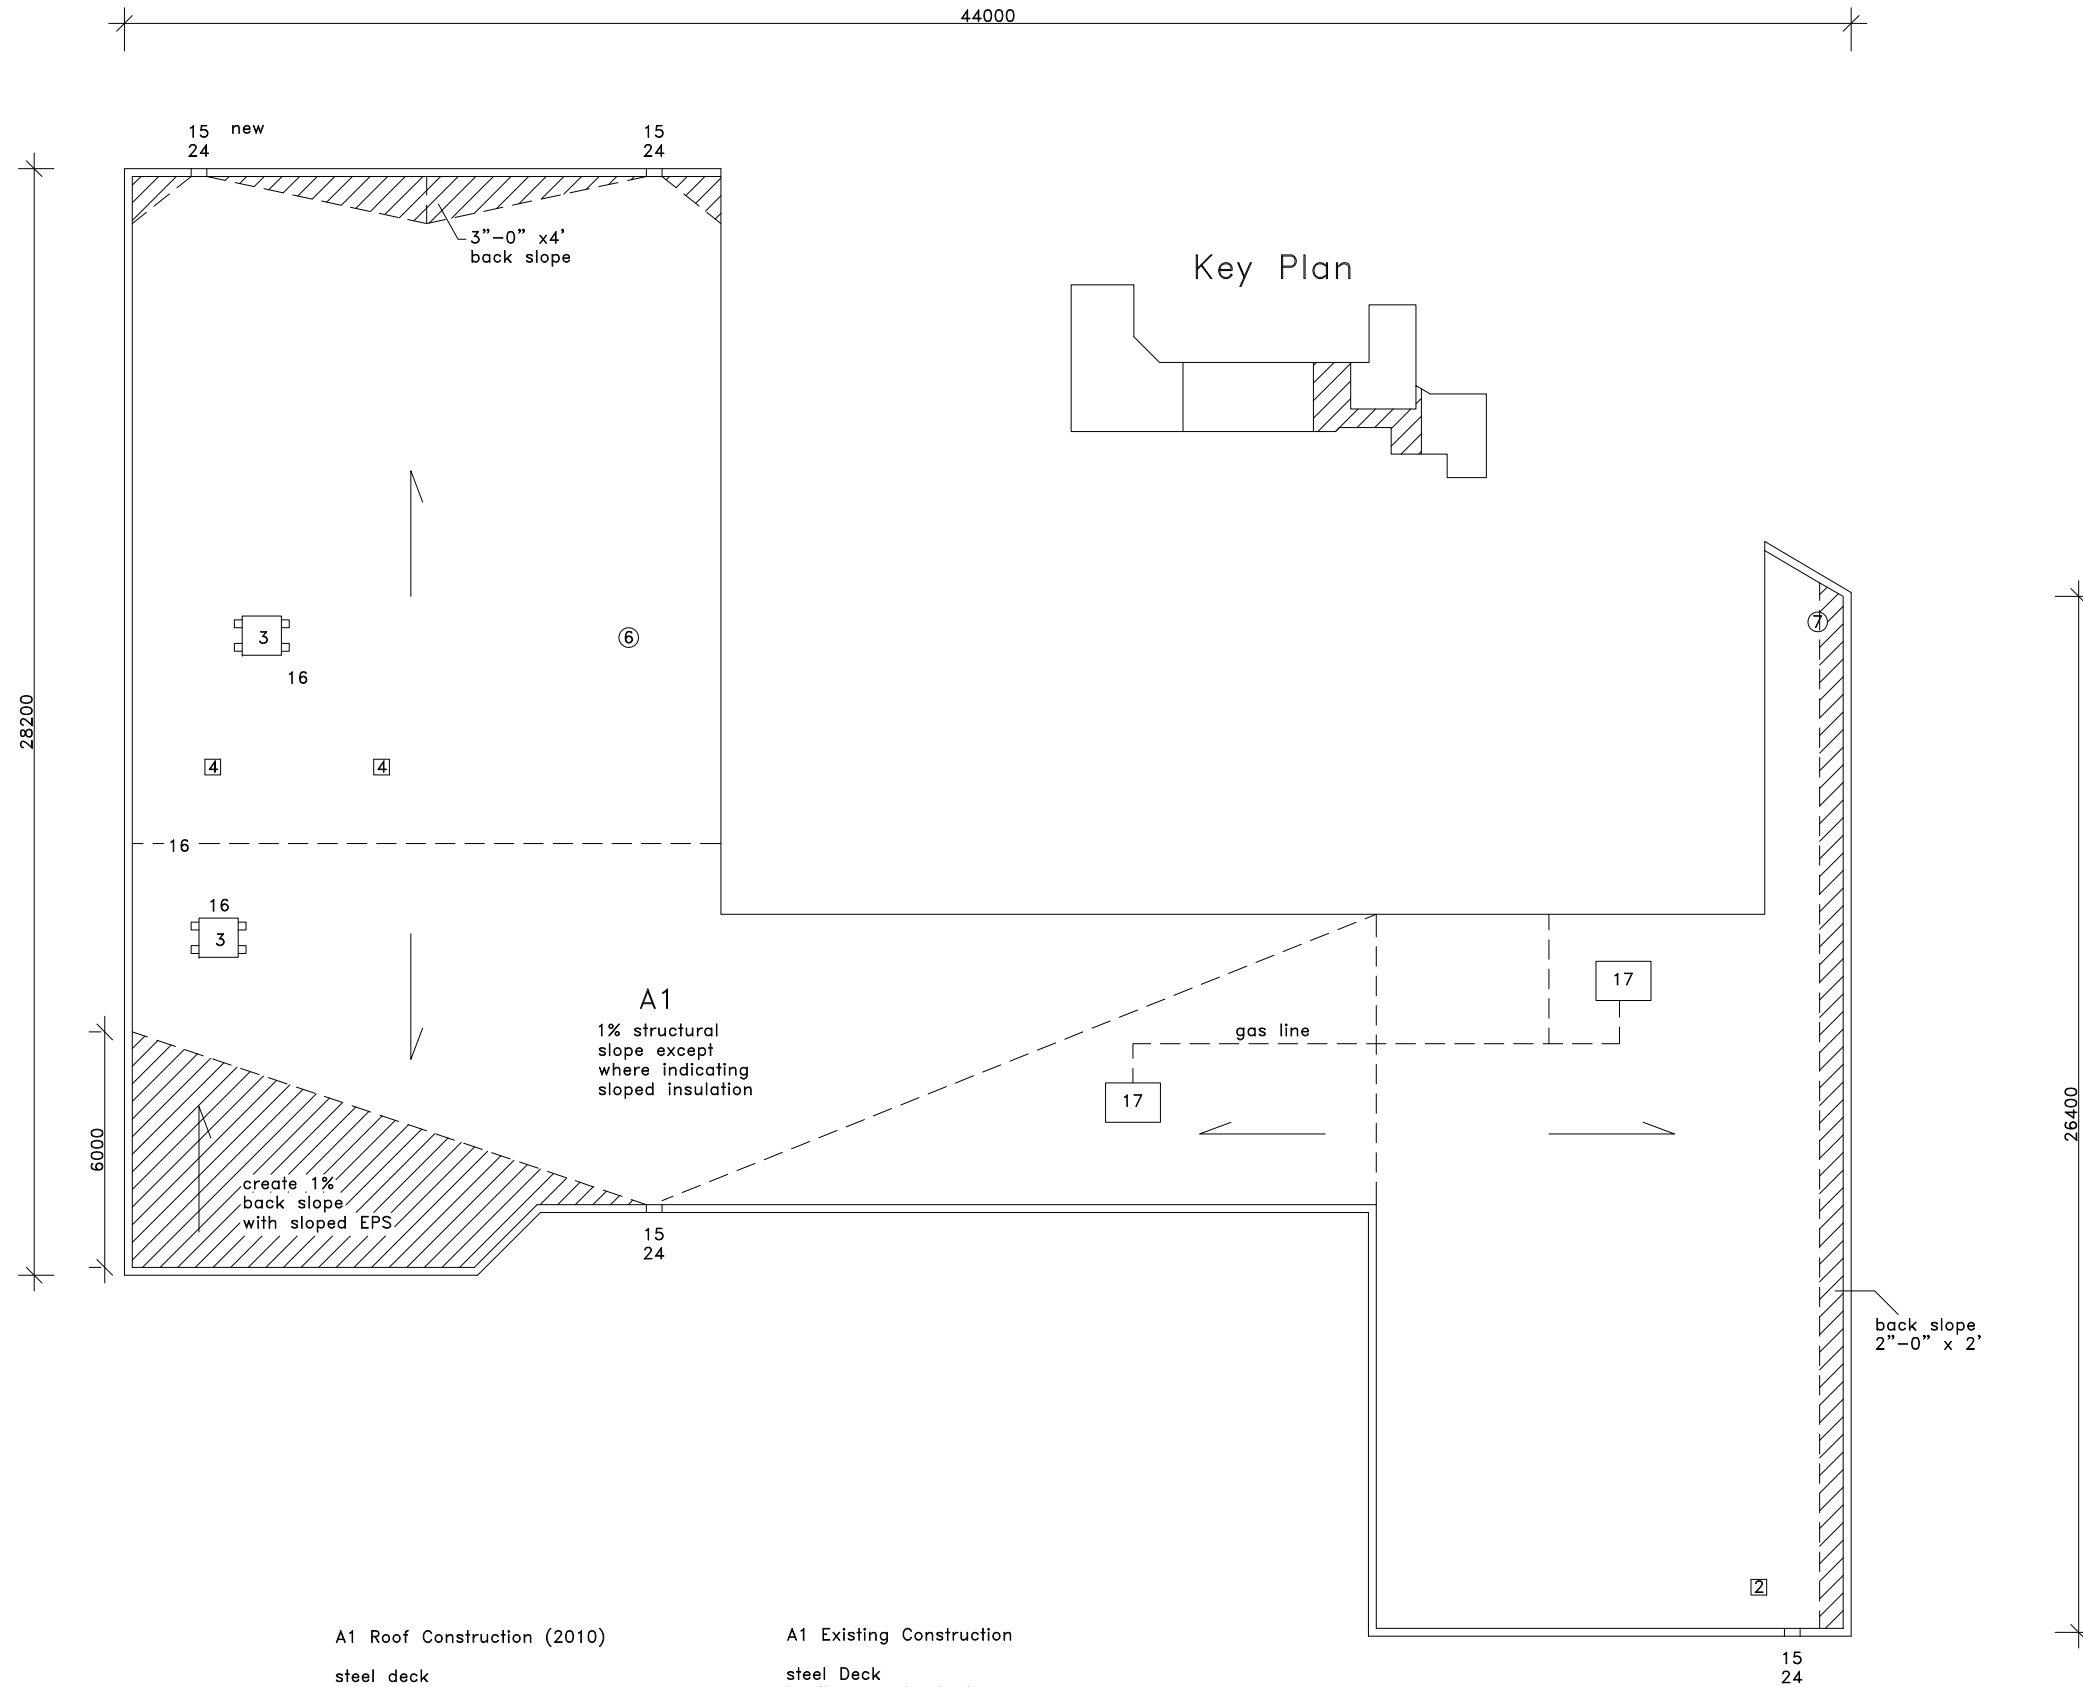 44000
15 new
24
15
24
3”-0” x4’
back slope
Key Plan
3
16
6
7
28200
4
4
16
16
3
A1
1% structural
slope except
where indicating
sloped insulation
17
gas line
17
6000
create 1%
back slope
with sloped EPS
15
24
26400
back slope
2”-0” x 2’
2
15
24
A1 Roof Construction (2010)
steel deck
A1 Existing Construction
steel Deck